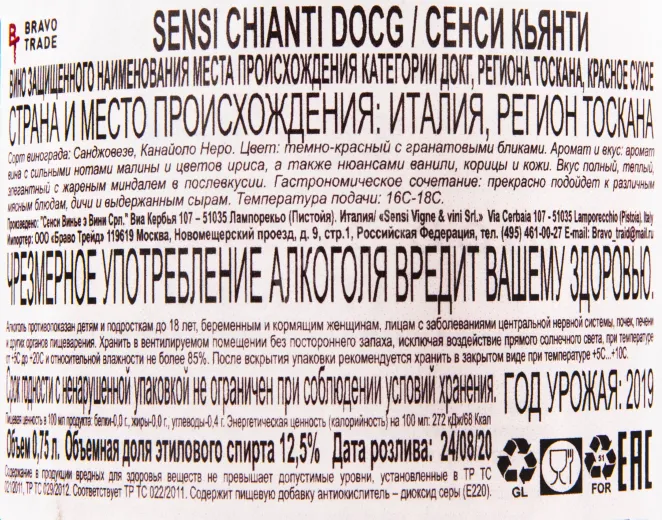 BRAVO
TRADE
SENSI CHIANTI DOCG / СЕНСИ КЬЯНТИ
ВИНО ЗАЩИЩЕННОГО НАИМЕНОВАНИЯ МЕСТА ПРОИСХОЖДЕНИЯ КАТЕГОРИИ ДОКГ, РЕГИОНА ТОСКАНА, КРАСНОЕ СУХОЕ
СТРАНА И МЕСТО ПРОИСХОЖДЕНИЯ: ИТАЛИЯ, РЕГИОН ТОСКАНА
Сорт винограда: Санджовезе, Канайоло Неро. Цвет: темно-красный с гранатовыми бликами. Аромат и вкус: аромат
вина с сильными нотами малины и цветов ириса, а также нюансами ванили, корицы и кожи. Вкус полный, теплый,
элегантный с жареным миндалем в послевкусии. Гастрономическое сочетание: прекрасно подойдет к различным
мясным блюдам, дичи и выдержанным сырам. Температура подачи: 16С-18С.
Произведено: "Сенси Винье э Вини Срл." Виа Кербья 107 – 51035 Лампорекьо (Пистойя). Италия/ «Sensi Vigne & vini Srl.» Via Cerbaia 107 - 51035 Lamporecchio (Pistoia), Italy
Импортер: ООО «Браво Трейд» 119619 Москва, Новомещерский проезд, д. 9, стр.1, Российская Федерация, тел. (495) 461-00-27 E-mail: Bravo_traid@mail.ru
ЧРЕЗМЕРНОЕ УПОТРЕБЛЕНИЕ АЛКОГОЛЯ ВРЕДИТ ВАШЕМУ ЗДОРОВЬЮ.
Алкоголь противопоказан детям и подросткам до 18 лет, беременным и кормящим женщинам, лицам с заболеваниями центральной нервной системы, почек, печени
и других органов пищеварения. Хранить в вентилируемом помещении без постороннего запаха, исключая воздействие прямого солнечного света, при температуре
от +5С до +20С и относительной влажности не более 85%. После вскрытия упаковки рекомендуется хранить в закрытом виде при температуре +5С...+10С.
Срок годности с ненарушенной упаковкой не ограничен при соблюдении условий хранения. ГОД УРОЖАЯ: 2019
Пищевая ценность в 100 мл продукта: белки-0,0 г., жиры-0,0 г., углеводы-0,4 г. Энергетическая ценность (калорийность) на 100 мл: 272 кДж/68 Ккал
Объем 0,75 л. Объемная доля этилового спирта 12,5% Дата розлива: 24/08/20
Содержание в продукции вредных для здоровья веществ не превышает допустимые уровни, установленные в ТР ТС
021/2011, ТР ТС 029/2012. Соответствует ТР ТС 022/2011. Содержит пищевую добавку антиокислитель – диоксид серы (Е220).
GL
51
FOR
EAC